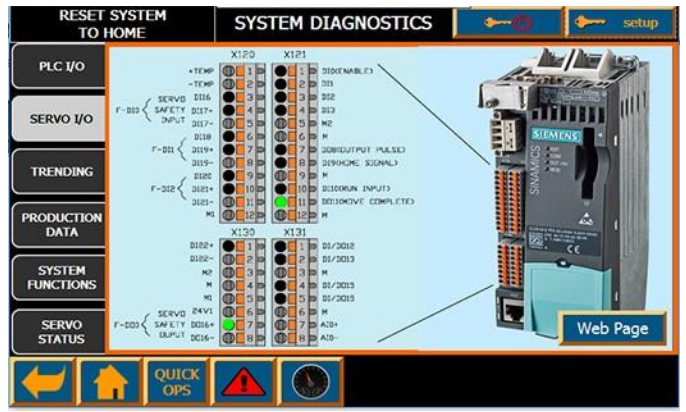 RESET SYSTEM
TO HOME
SYSTEM DIAGNOSTICS
setup
PLC I/O
SERVO I/O
TRENDING
PRODUCTION
DATA
SYSTEM
FUNCTIONS
SERVO
STATUS
X120 X121
+TEMP 1 1 DI0(ENABLE)
-TEMP 2 2 DI1
DI16 3 3 DI2
F-DI0 SERVO SAFETY INPUT DI17+ 4 4 DI3
DI17- 5 5 M2
DI18 6 6 M
F-DI1 DI19+ 7 7 DO8(OUTPUT PULSE)
DI19- 8 8 DI9(HOME SIGNAL)
DI20 9 9 M
F-DI2 DI21+ 10 10 DI10(RUN INPUT)
DI21- 11 11 DO11(MOVE COMPLETE)
M1 12 12 M
X130 X131
DI22+ 1 1 DI/DO12
DI22- 2 2 DI/DO13
M2 3 3 M
M 4 4 DI/DO15
M1 5 5 DI/DO15
24V1 6 6 M
F-DO0 SERVO SAFETY DO16+ 7 7 AI0+
DO16- 8 8 AI0-
SIEMENS
SINAMICS
Web Page
QUICK
OPS